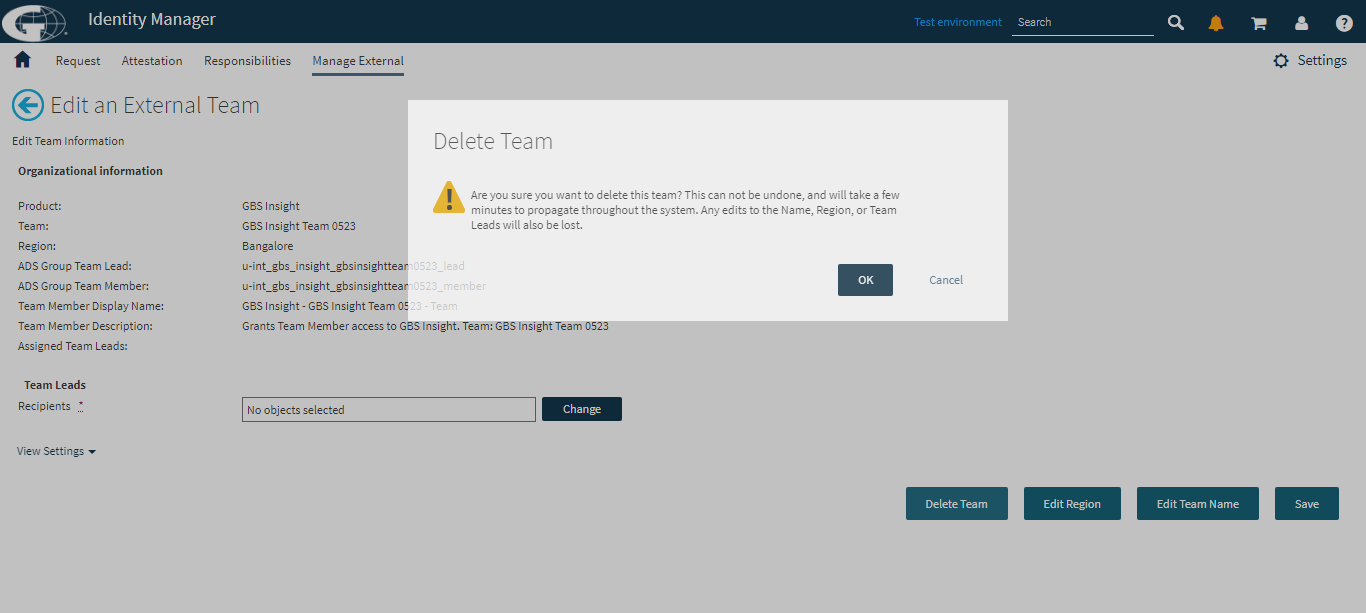 Identity Manager
Test environment
Search
Request
Attestation
Responsibilities
Manage External
Settings
Edit an External Team
Edit Team Information
Organizational information
Product: GBS Insight
Team: GBS Insight Team 0523
Region: Bangalore
ADS Group Team Lead: u-int_gbs_insight_gbsinsightteam0523_lead
ADS Group Team Member: u-int_gbs_insight_gbsinsightteam0523_member
Team Member Display Name: GBS Insight - GBS Insight Team 0523 - Team
Team Member Description: Grants Team Member access to GBS Insight. Team: GBS Insight Team 0523
Assigned Team Leads:
Delete Team
Are you sure you want to delete this team? This can not be undone, and will take a few
minutes to propagate throughout the system. Any edits to the Name, Region, or Team
Leads will also be lost.
OK
Cancel
Team Leads
Recipients *
No objects selected
Change
View Settings
Delete Team
Edit Region
Edit Team Name
Save